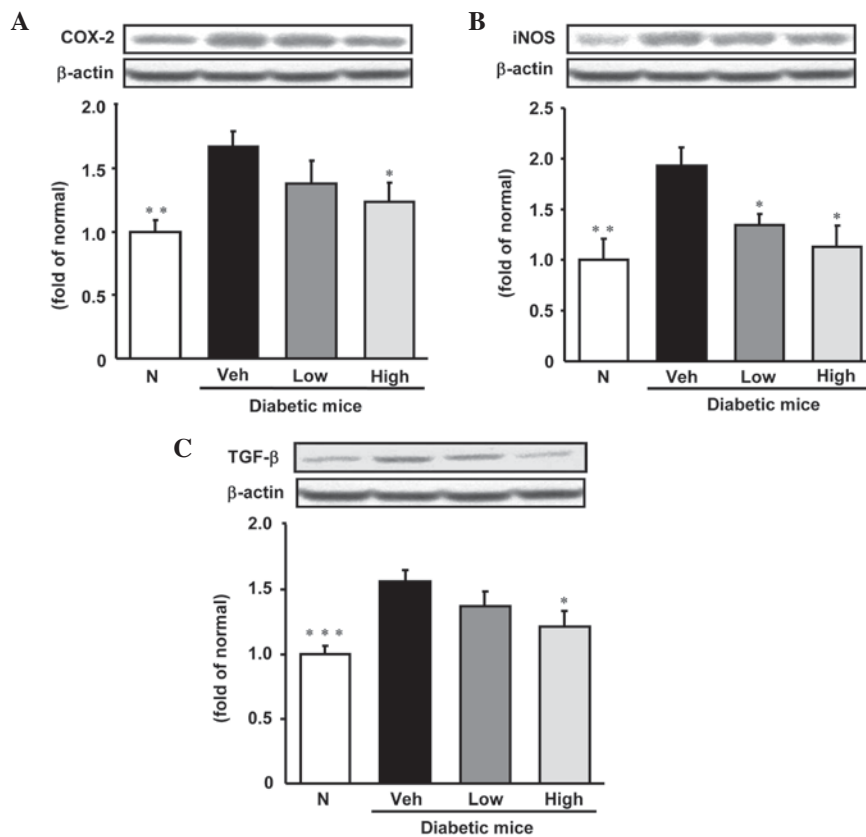 A
COX-2
β-actin
(fold of normal)
2.0
1.5
1.0
0.5
0
* *
*
N
Veh
Low
High
Diabetic mice
B
iNOS
β-actin
(fold of normal)
2.5
2.0
1.5
1.0
0.5
0
* *
*
*
N
Veh
Low
High
Diabetic mice
C
TGF-β
β-actin
(fold of normal)
2.0
1.5
1.0
0.5
0
* * *
*
N
Veh
Low
High
Diabetic mice